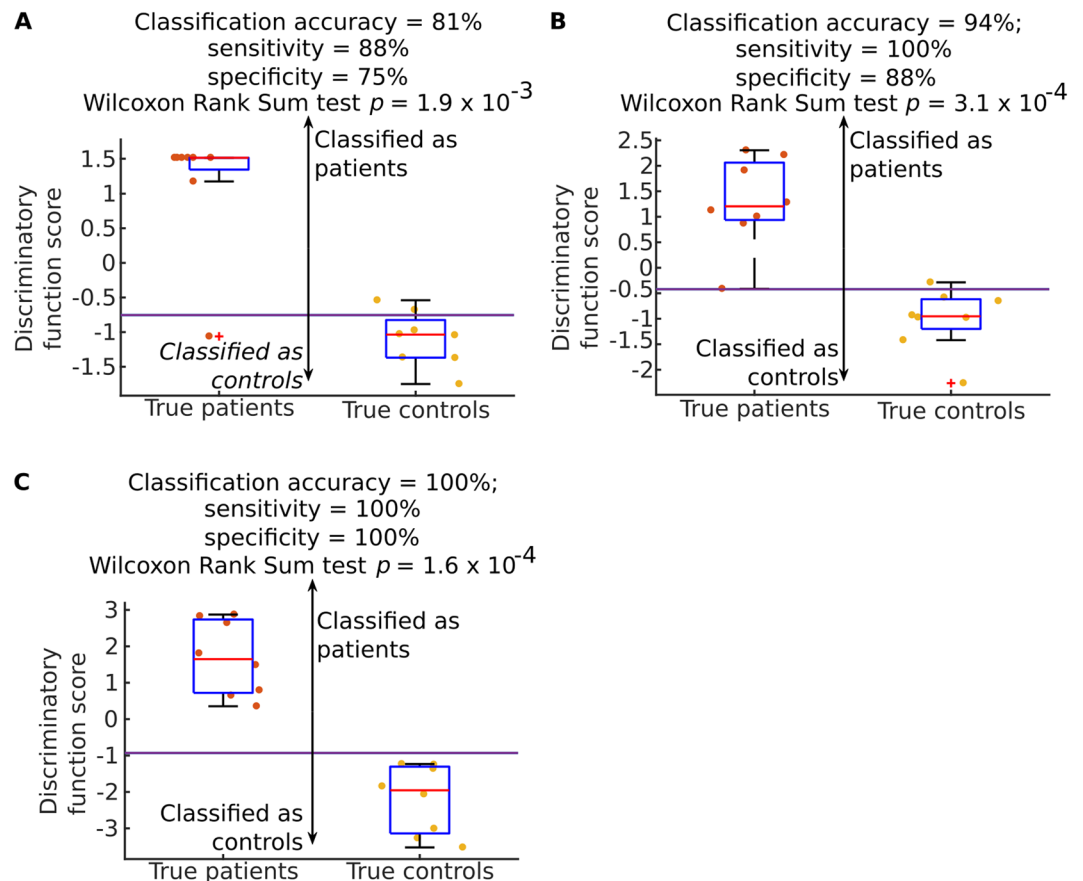 A
Classification accuracy = 81%
sensitivity = 88%
specificity = 75%
Wilcoxon Rank Sum test p = 1.9 x 10-3
Classified as
patients
Discriminatory
function score
1.5
1
0.5
0
-0.5
-1
-1.5
Classified as
controls
True patients
True controls
B
Classification accuracy = 94%;
sensitivity = 100%
specificity = 88%
Wilcoxon Rank Sum test p = 3.1 x 10-4
Classified as
patients
Discriminatory
function score
2.5
2
1.5
1
0.5
0
-0.5
-1
-1.5
-2
Classified as
controls
True patients
True controls
C
Classification accuracy = 100%;
sensitivity = 100%
specificity = 100%
Wilcoxon Rank Sum test p = 1.6 x 10-4
Classified as
patients
Discriminatory
function score
3
2
1
0
-1
-2
-3
Classified as
controls
True patients
True controls